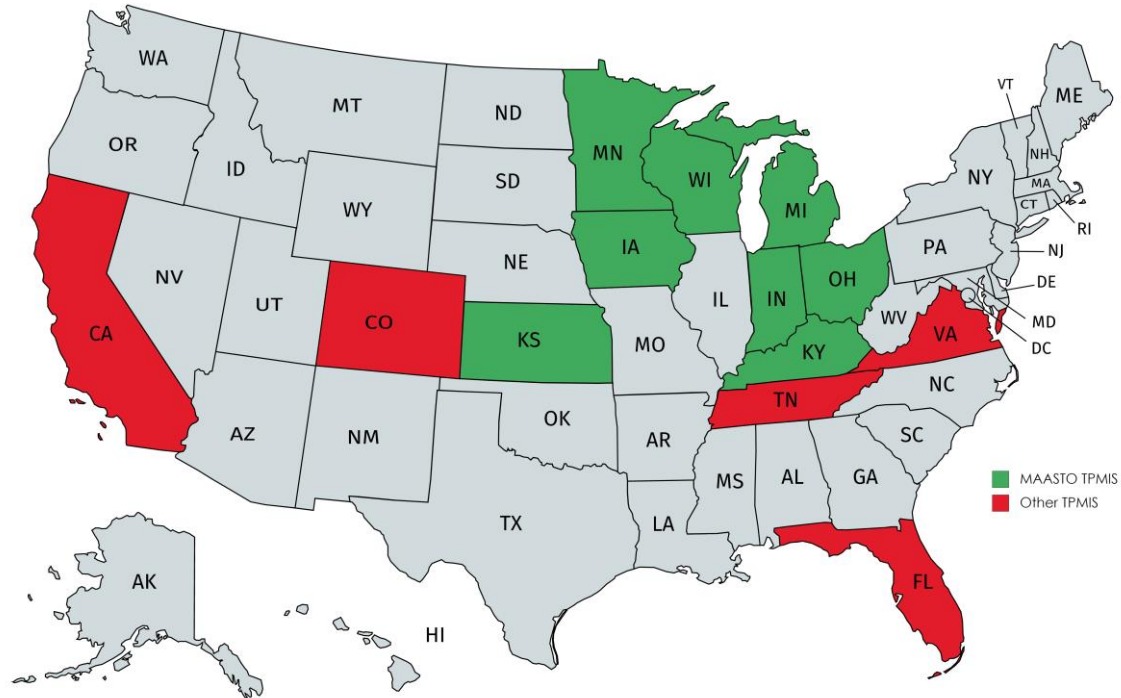 WA
MT
ND
MN
VT
ME
OR
ID
SD
WI
NH
NY
MA
WY
MI
CT
RI
IA
PA
NJ
NE
NV
OH
DE
IL
IN
UT
CO
WV
MD
CA
KS
MO
VA
DC
KY
NC
TN
OK
AZ
NM
AR
SC
MS
AL
GA
MAASTO TPMIS
Other TPMIS
LA
TX
AK
FL
HI